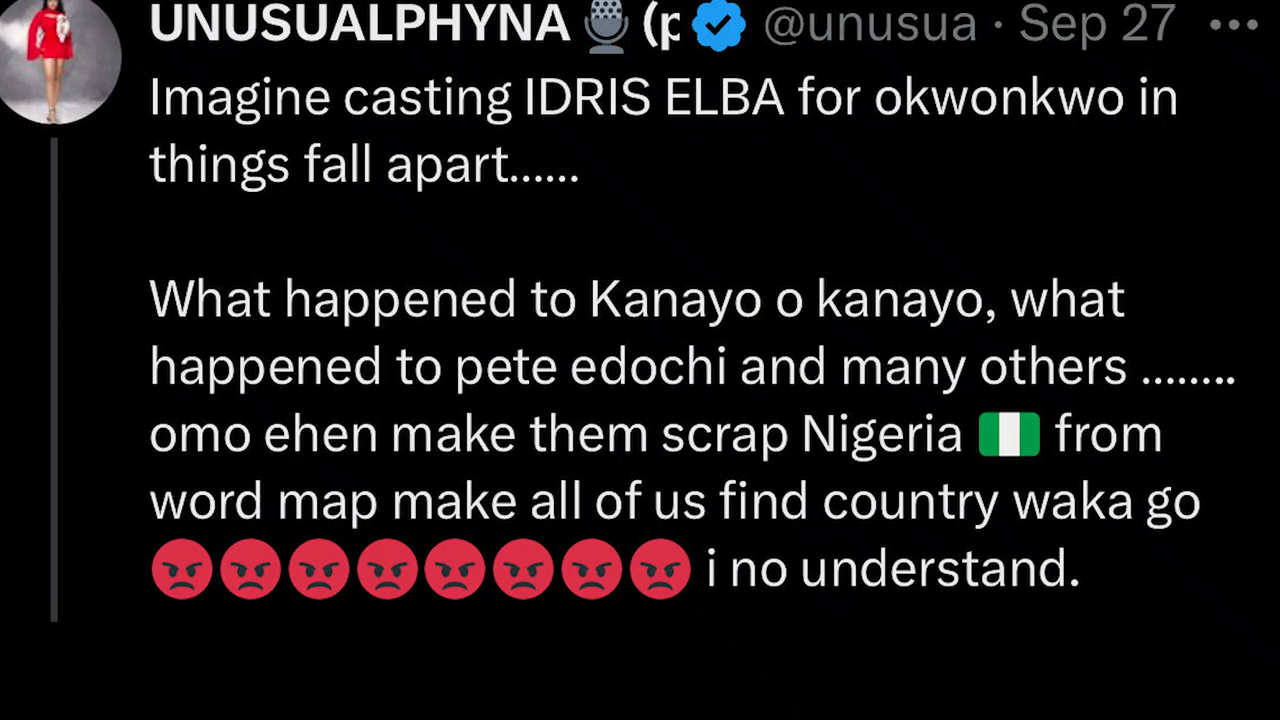 UNUSUALPHYNA 🎙️ (p @unusua · Sep 27 ...
Imagine casting IDRIS ELBA for okwonkwo in
things fall apart......
What happened to Kanayo o kanayo, what
happened to pete edochi and many others ........
omo ehen make them scrap Nigeria 🇳🇬 from
word map make all of us find country waka go
😡😡😡😡😡😡😡😡 i no understand.